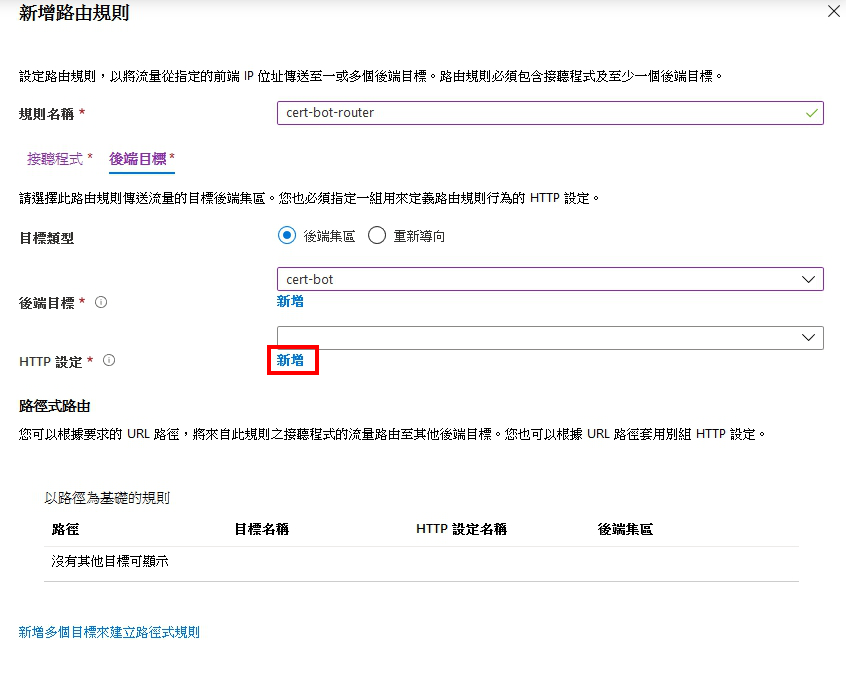 新增路由規則
設定路由規則，以將流量從指定的前端 IP 位址傳送至一或多個後端目標。路由規則必須包含接聽程式及至少一個後端目標。
規則名稱 *
cert-bot-router
接聽程式 * 後端目標 *
請選擇此路由規則傳送流量的目標後端集區。您也必須指定一組用來定義路由規則行為的 HTTP 設定。
目標類型
後端集區 重新導向
cert-bot
後端目標 *
新增
HTTP 設定 *
新增
路徑式路由
您可以根據要求的 URL 路徑，將來自此規則之接聽程式的流量路由至其他後端目標。您也可以根據 URL 路徑套用別組 HTTP 設定。
以路徑為基礎的規則
路徑 目標名稱 HTTP 設定名稱 後端集區
沒有其他目標可顯示
新增多個目標來建立路徑式規則